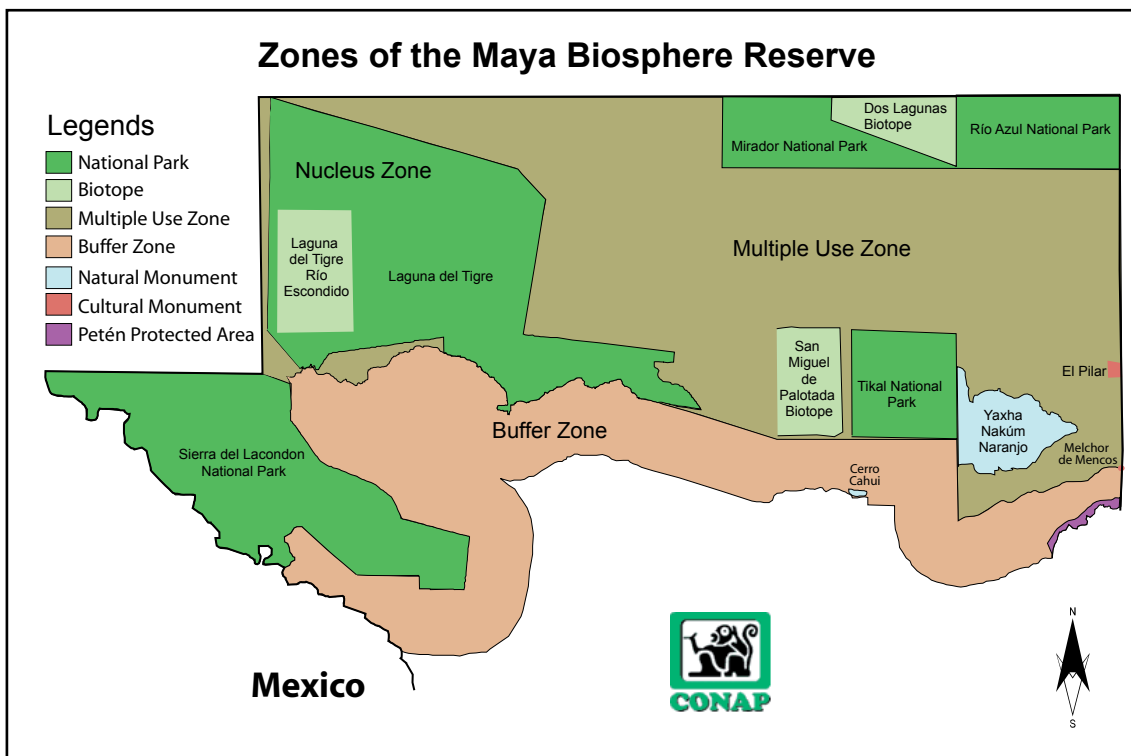 Zones of the Maya Biosphere Reserve
Legends
National Park
Biotope
Multiple Use Zone
Buffer Zone
Natural Monument
Cultural Monument
Petén Protected Area
Nucleus Zone
Laguna
del Tigre
Río
Escondido
Laguna del Tigre
Dos Lagunas
Biotope
Mirador National Park
Río Azul National Park
Multiple Use Zone
San
Miguel
de
Palotada
Biotope
Tikal National
Park
El Pilar
Yaxha
Nakúm
Naranjo
Melchor
de Mencos
Buffer Zone
Cerro
Cahui
Sierra del Lacondon
National Park
Mexico
CONAP
N
S